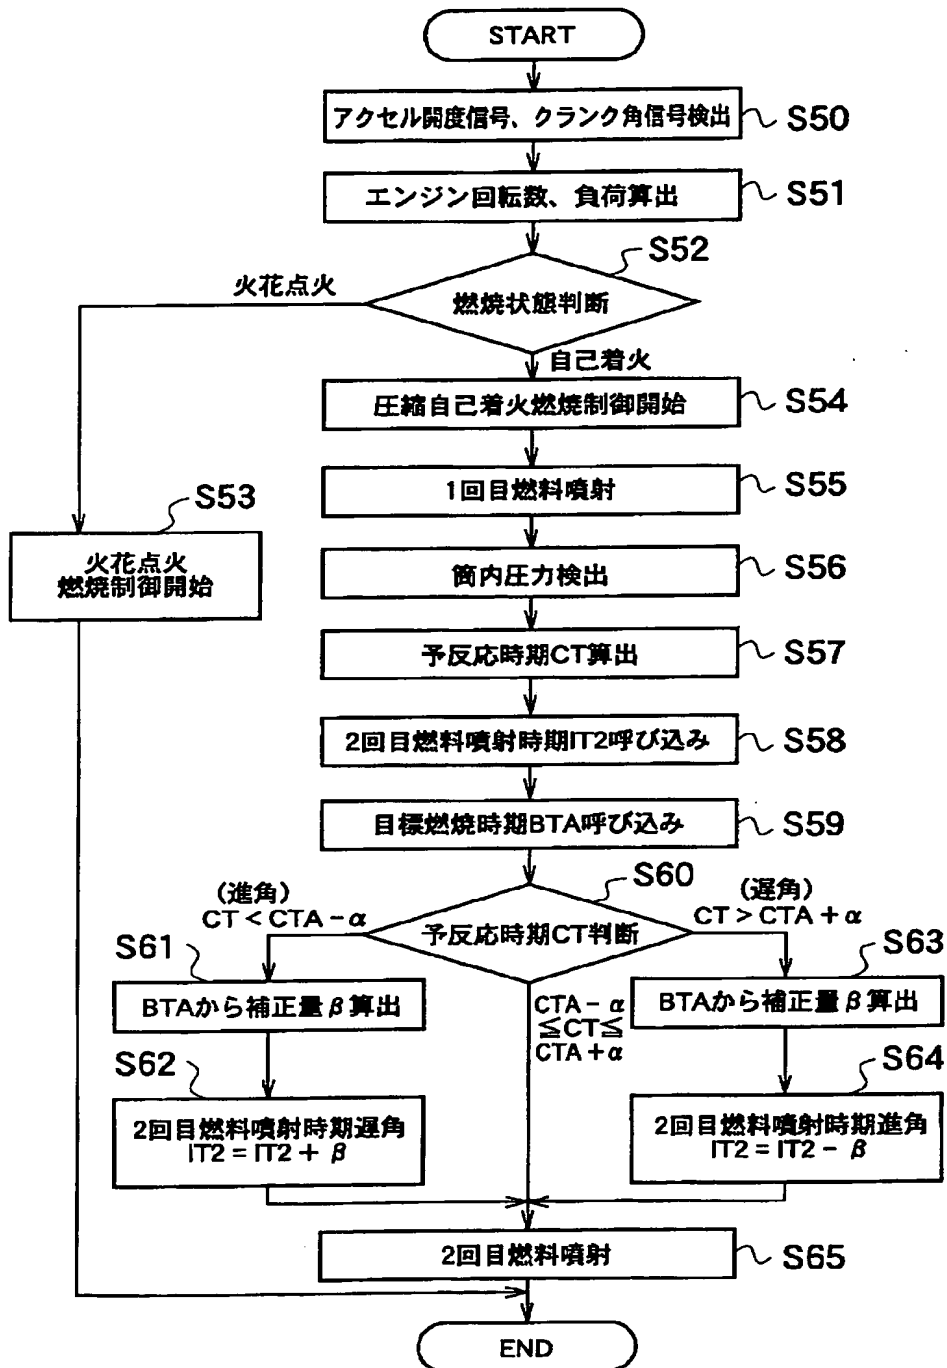 START
アクセル開度信号、クランク角信号検出
S50
エンジン回転数、負荷算出
S51
S52
火花点火
燃焼状態判断
自己着火
圧縮自己着火燃焼制御開始
S54
1回目燃料噴射
S55
S53
火花点火
燃焼制御開始
筒内圧力検出
S56
予反応時期CT算出
S57
2回目燃料噴射時期IT2呼び込み
S58
目標燃焼時期BTA呼び込み
S59
S60
(進角)
CT < CTA − α
(遅角)
CT > CTA + α
予反応時期CT判断
S61
BTAから補正量β算出
S63
BTAから補正量β算出
CTA − α
≦CT≦
CTA + α
S62
2回目燃料噴射時期遅角
IT2 = IT2 + β
S64
2回目燃料噴射時期進角
IT2 = IT2 − β
2回目燃料噴射
S65
END